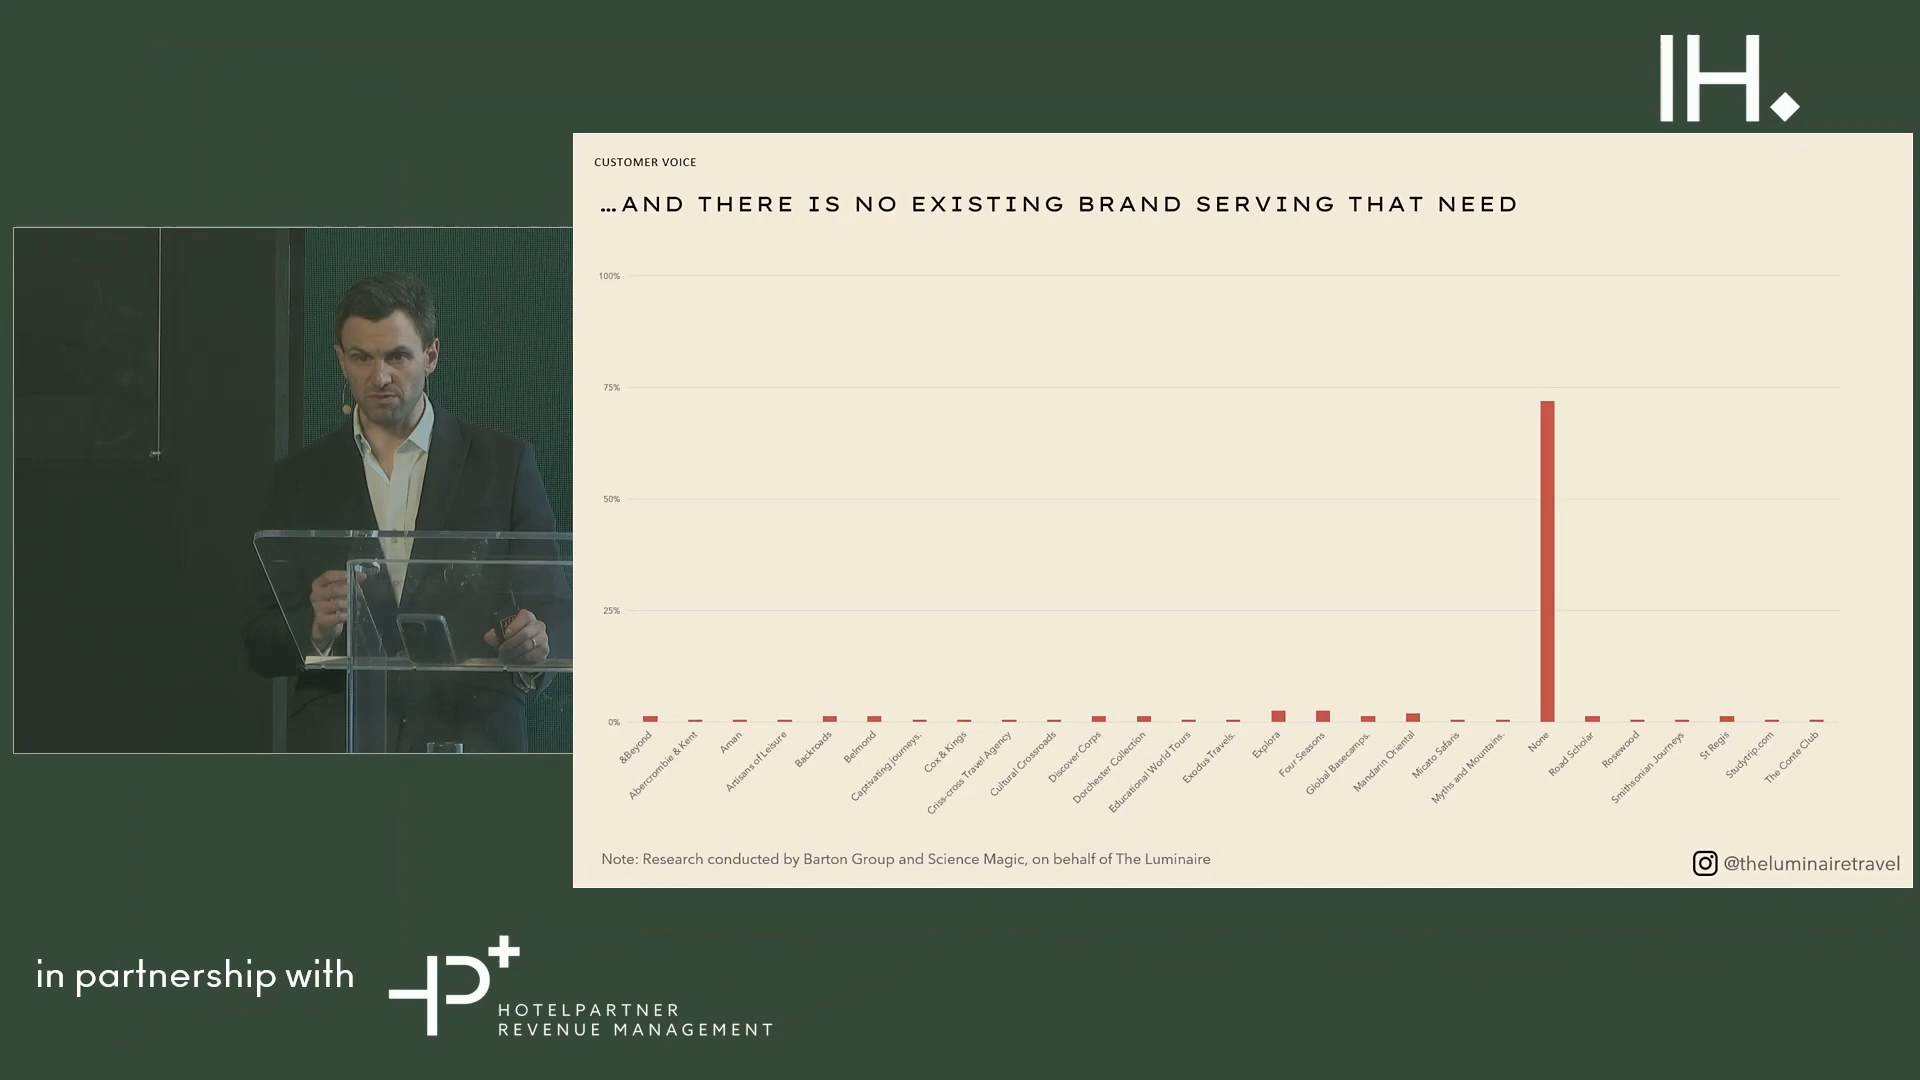 IH.
CUSTOMER VOICE
...AND THERE IS NO EXISTING BRAND SERVING THAT NEED
100%
75%
50%
25%
0%
&Beyond
Abercrombie & Kent
Aman
Artisans of Leisure
Backroads
Belmond
Captivating journeys.
Cox & Kings
Criss-cross Travel Agency
Cultural Crossroads
Discover Corps
Dorchester Collection
Educational World Tours
Exodus Travels.
Explora
Four Seasons
Global Basecamps.
Mandarin Oriental
Micato Safaris
Myths and Mountains.
None
Road Scholar
Rosewood
Smithsonian Journeys
St Regis
Studytrip.com
The Conte Club
Note: Research conducted by Barton Group and Science Magic, on behalf of The Luminaire
@theluminairetravel
in partnership with
HP+
HOTELPARTNER
REVENUE MANAGEMENT